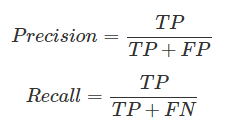 Precision = TP / (TP + FP)
Recall = TP / (TP + FN)